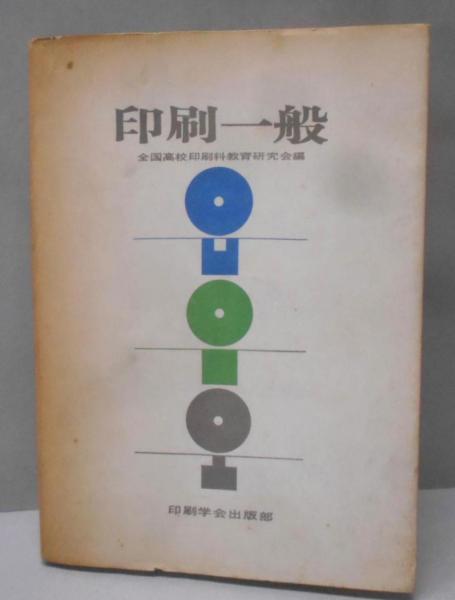 印刷一般
全国高校印刷科教育研究会編
印刷学会出版部